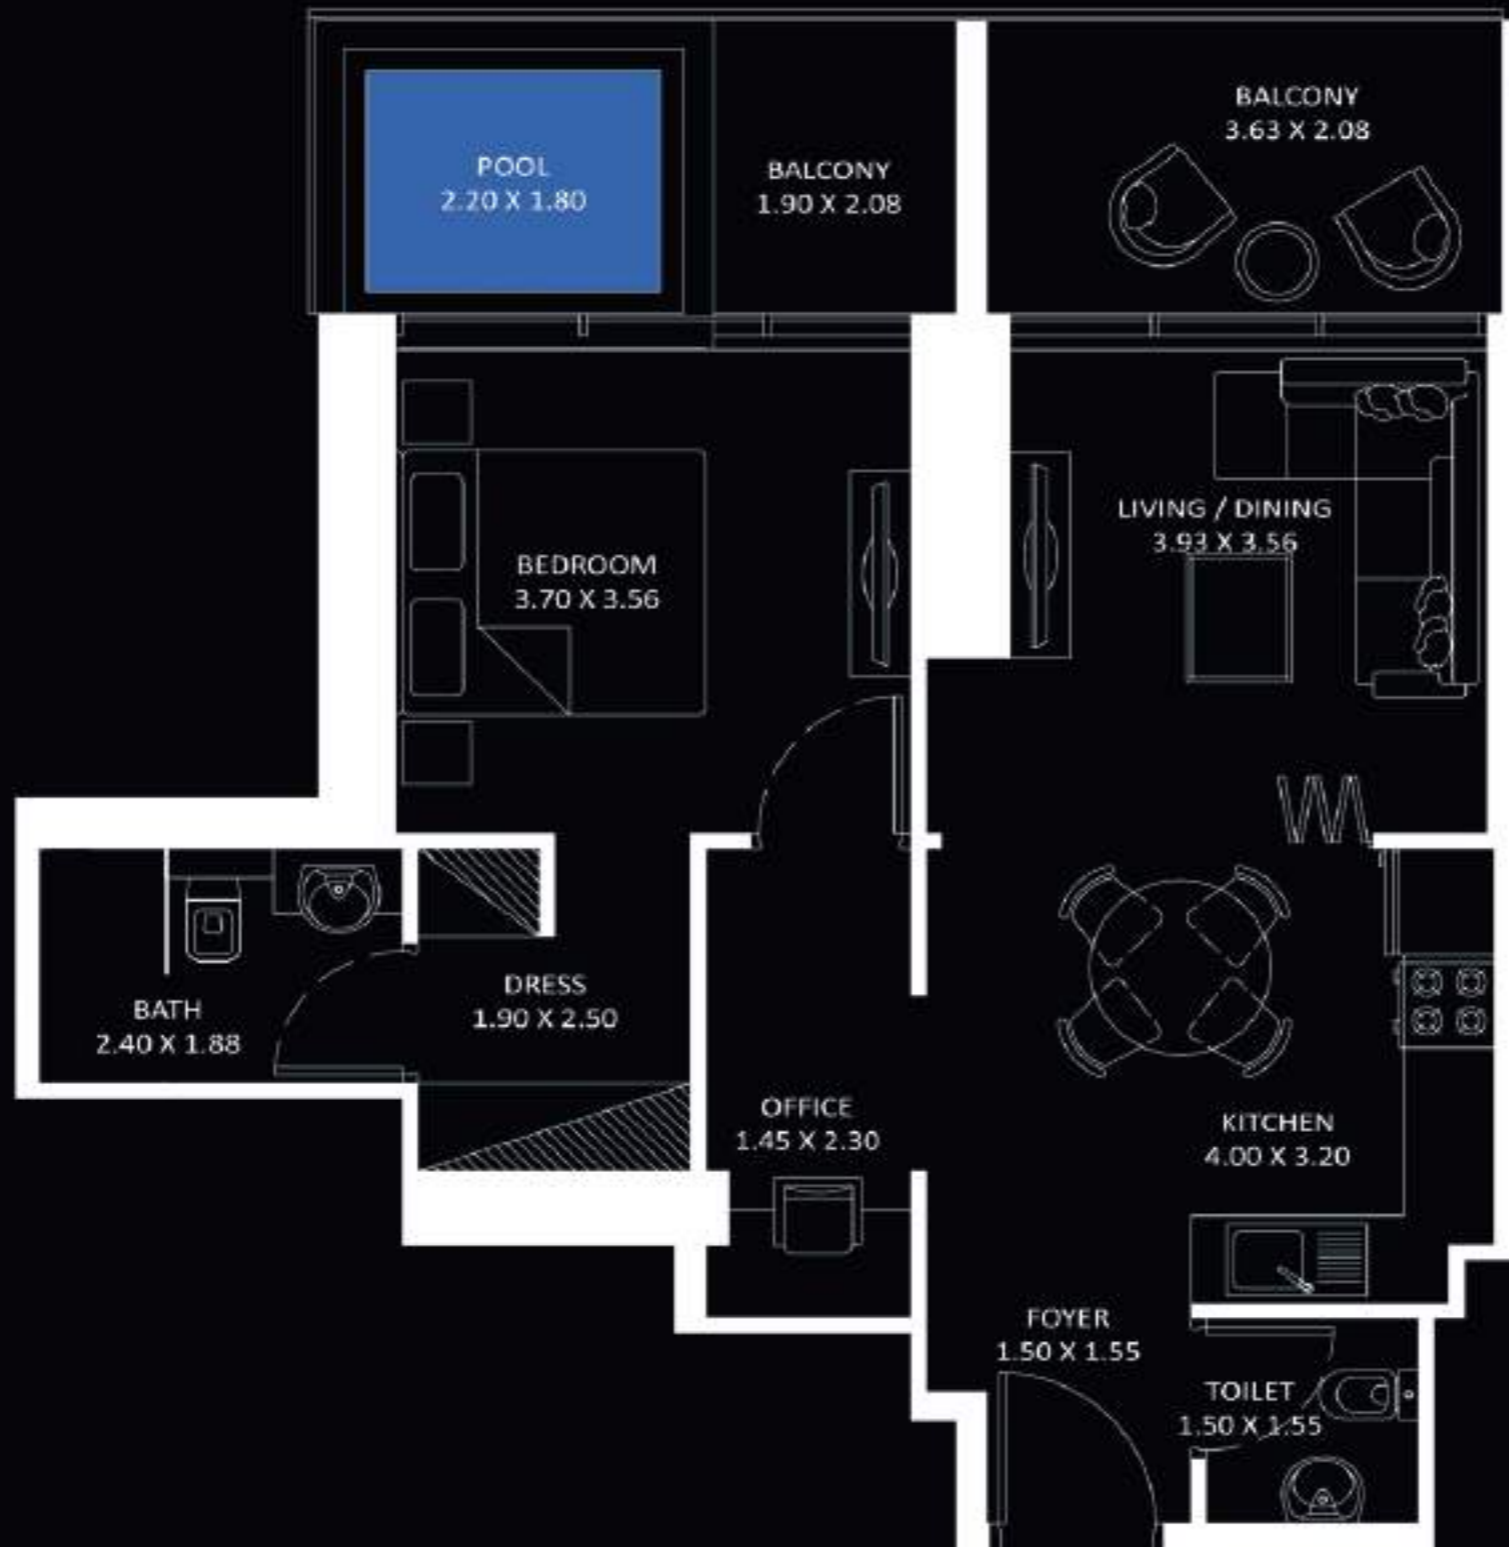 BALCONY
3.63 X 2.08
POOL
2.20 X 1.80
BALCONY
1.90 X 2.08
LIVING / DINING
3.93 X 3.56
BEDROOM
3.70 X 3.56
DRESS
1.90 X 2.50
BATH
2.40 X 1.88
OFFICE
1.45 X 2.30
KITCHEN
4.00 X 3.20
FOYER
1.50 X 1.55
TOILET
1.50 X 1.55